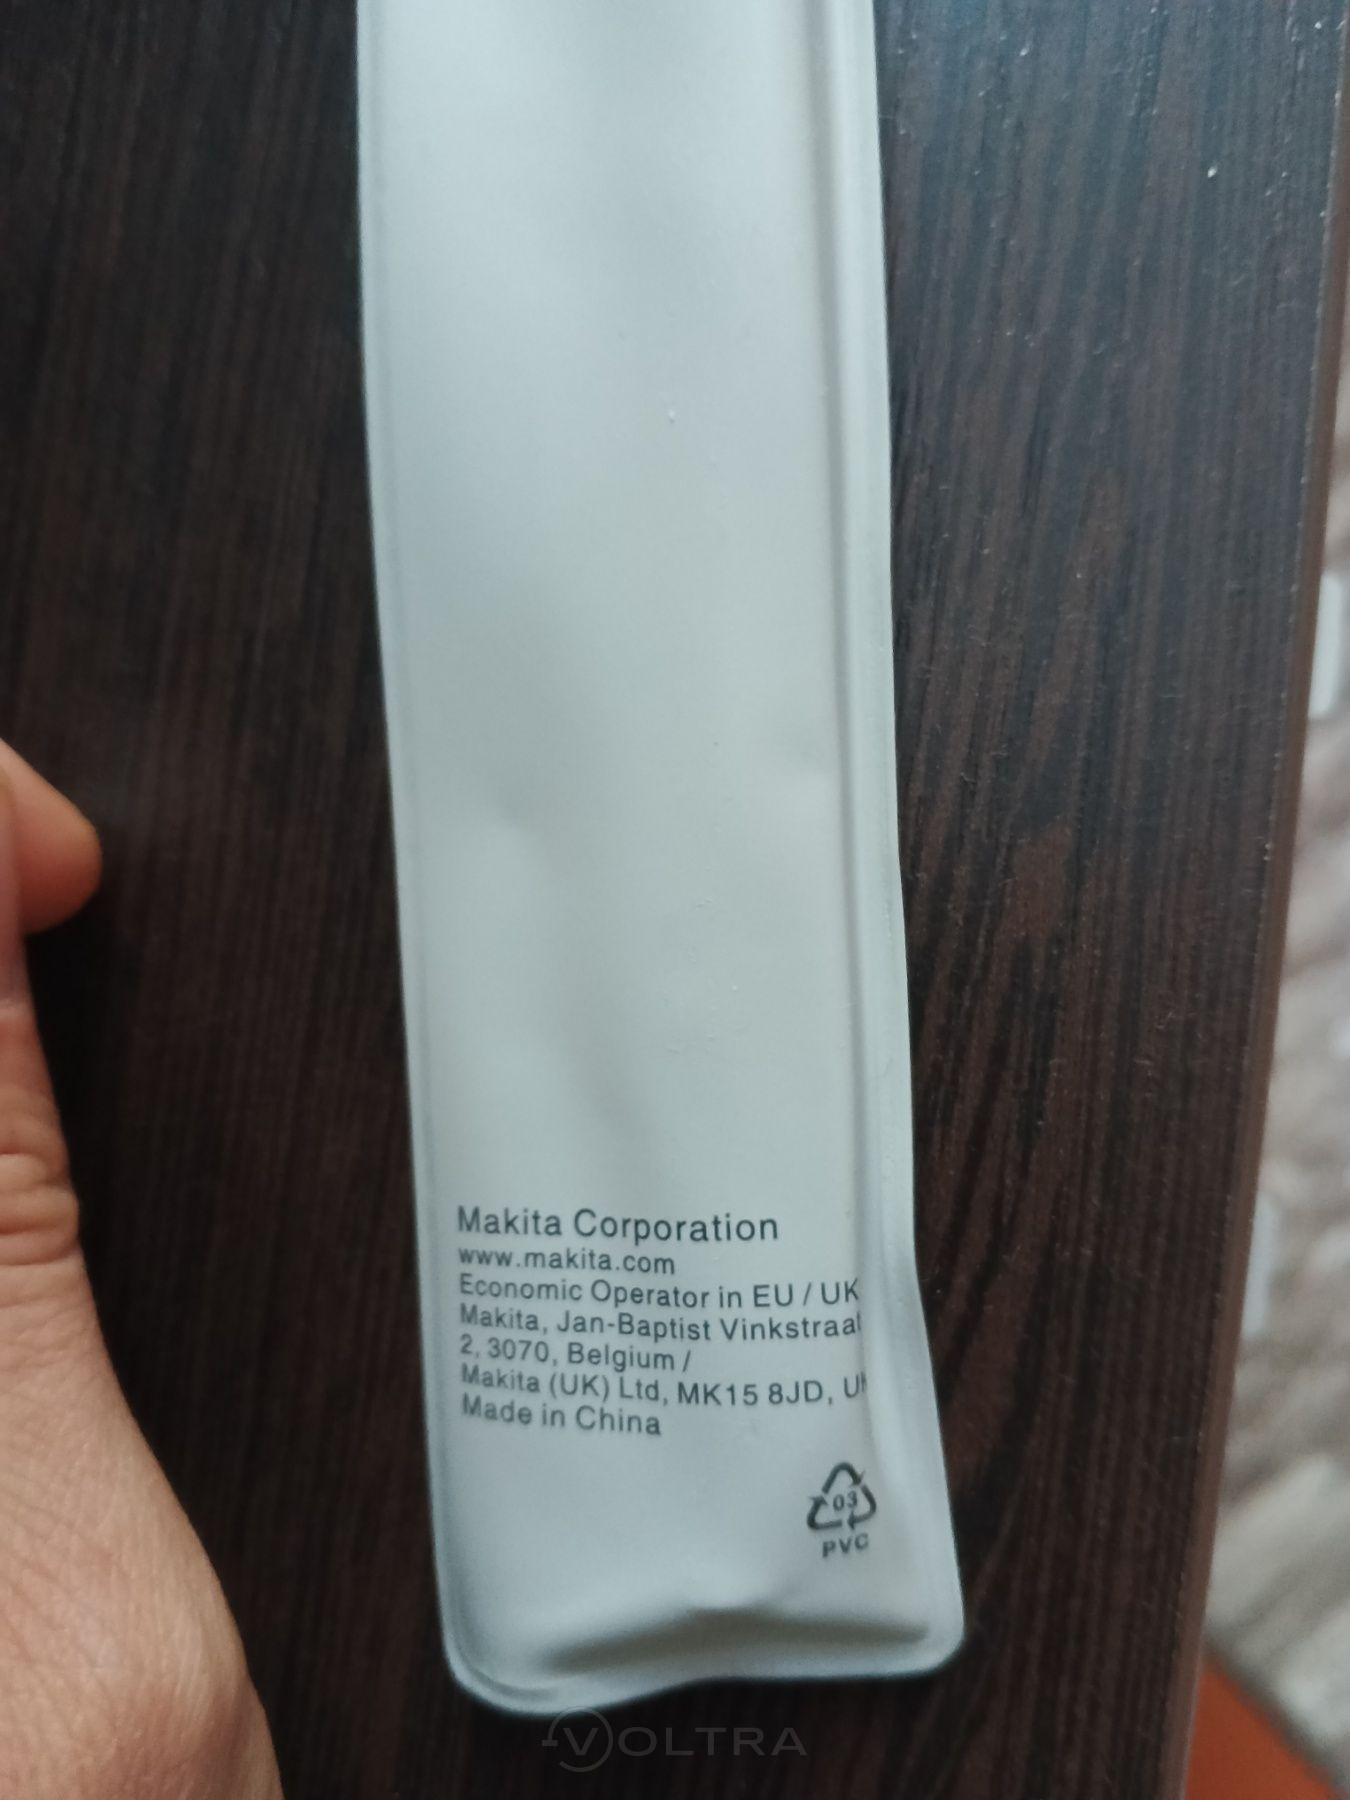 Makita Corporation
www.makita.com
Economic Operator in EU / UK
Makita, Jan-Baptist Vinkstraat
2, 3070, Belgium /
Makita (UK) Ltd, MK15 8JD, UK
Made in China
03
PVC
VOLTRA